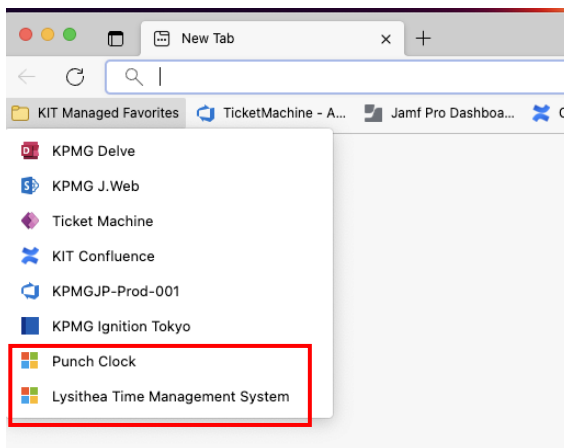 New Tab
KIT Managed Favorites TicketMachine - A... Jamf Pro Dashboa...
KPMG Delve
KPMG J.Web
Ticket Machine
KIT Confluence
KPMGJP-Prod-001
KPMG Ignition Tokyo
Punch Clock
Lysithea Time Management System